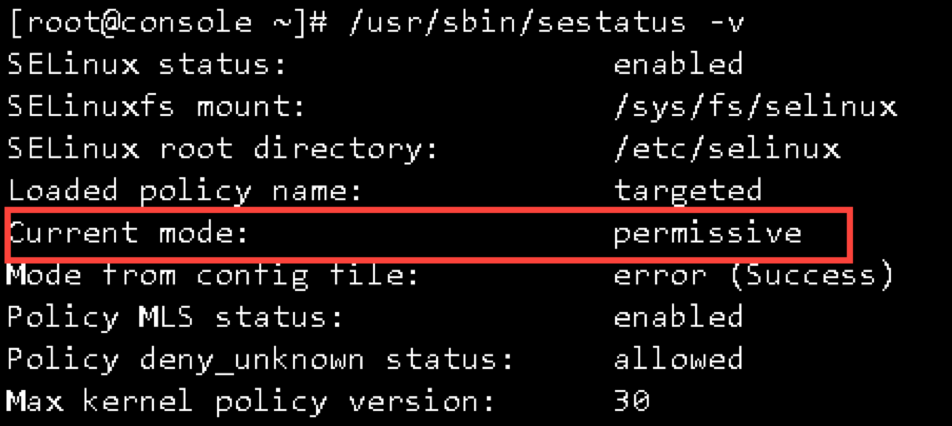 [root@console ~]# /usr/sbin/sestatus -v
SELinux status: enabled
SELinuxfs mount: /sys/fs/selinux
SELinux root directory: /etc/selinux
Loaded policy name: targeted
Current mode: permissive
Mode from config file: error (Success)
Policy MLS status: enabled
Policy deny_unknown status: allowed
Max kernel policy version: 30